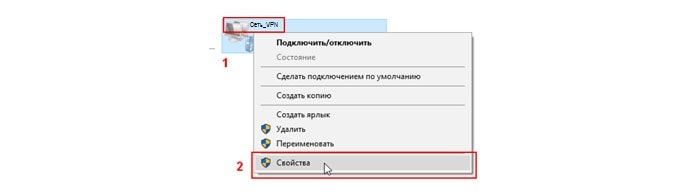 Сеть_VPN
1
Подключить/отключить
Состояние
Сделать подключением по умолчанию
Создать копию
Создать ярлык
Удалить
Переименовать
2
Свойства